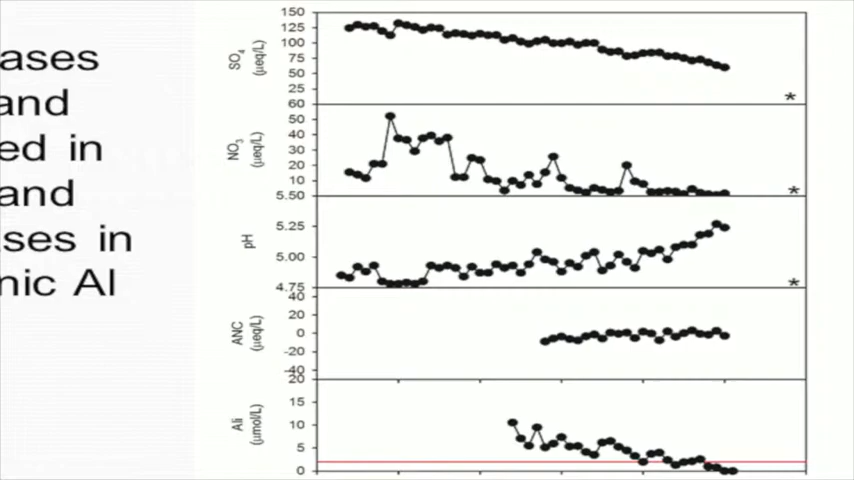 ases
and
ed in
and
ses in
nic Al
150
125
100
75
50
25
60
SO4
(µeq/L)
*
50
40
30
20
10
5.50
NO3
(µeq/L)
*
5.25
5.00
4.75
pH
*
40
20
0
-20
-40
20
ANC
(µeq/L)
15
10
5
0
Ali
(µmol/L)